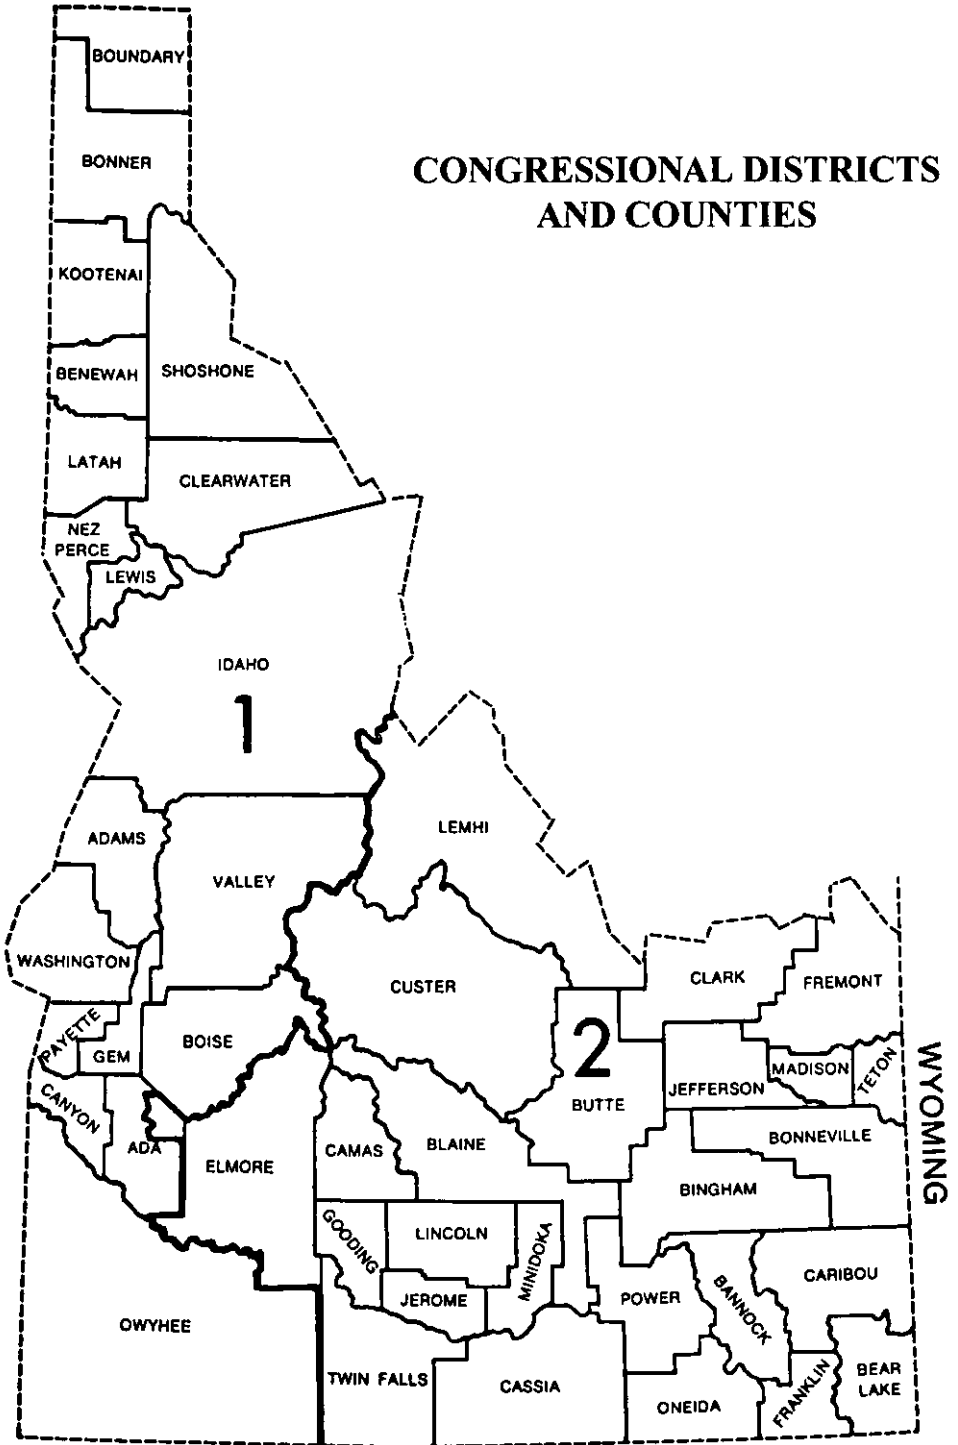 BOUNDARY
BONNER
CONGRESSIONAL DISTRICTS
AND COUNTIES
KOOTENAI
BENEWAH
SHOSHONE
LATAH
CLEARWATER
NEZ
PERCE
LEWIS
IDAHO
1
ADAMS
LEMHI
VALLEY
WASHINGTON
CUSTER
CLARK
FREMONT
PAYETTE
GEM
BOISE
2
BUTTE
JEFFERSON
MADISON
TETON
WYOMING
CANYON
ADA
ELMORE
CAMAS
BLAINE
BONNEVILLE
BINGHAM
GOODING
LINCOLN
MINIDOKA
JEROME
POWER
BANNOCK
CARIBOU
OWYHEE
TWIN FALLS
CASSIA
ONEIDA
FRANKLIN
BEAR
LAKE